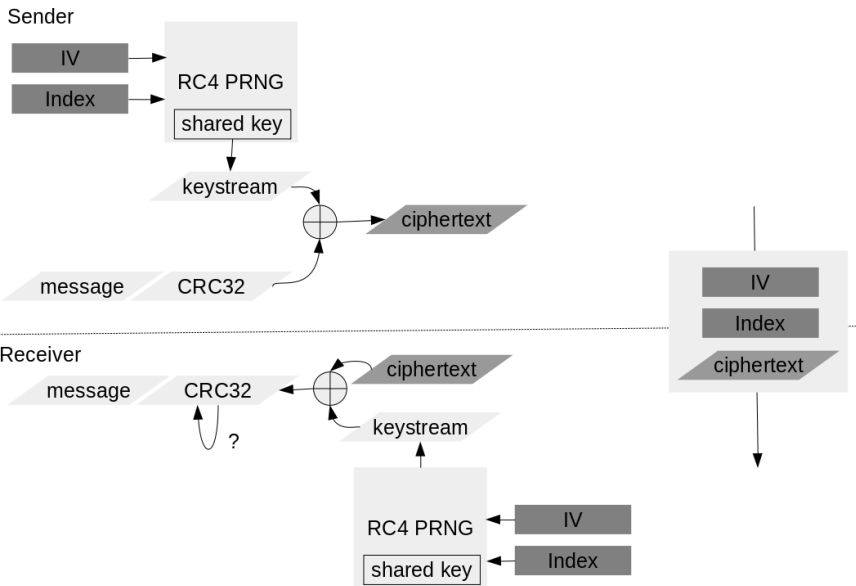 Sender
IV
RC4 PRNG
Index
shared key
keystream
ciphertext
message CRC32
IV
Index
ciphertext
Receiver
ciphertext
message CRC32
keystream
?
RC4 PRNG
IV
Index
shared key